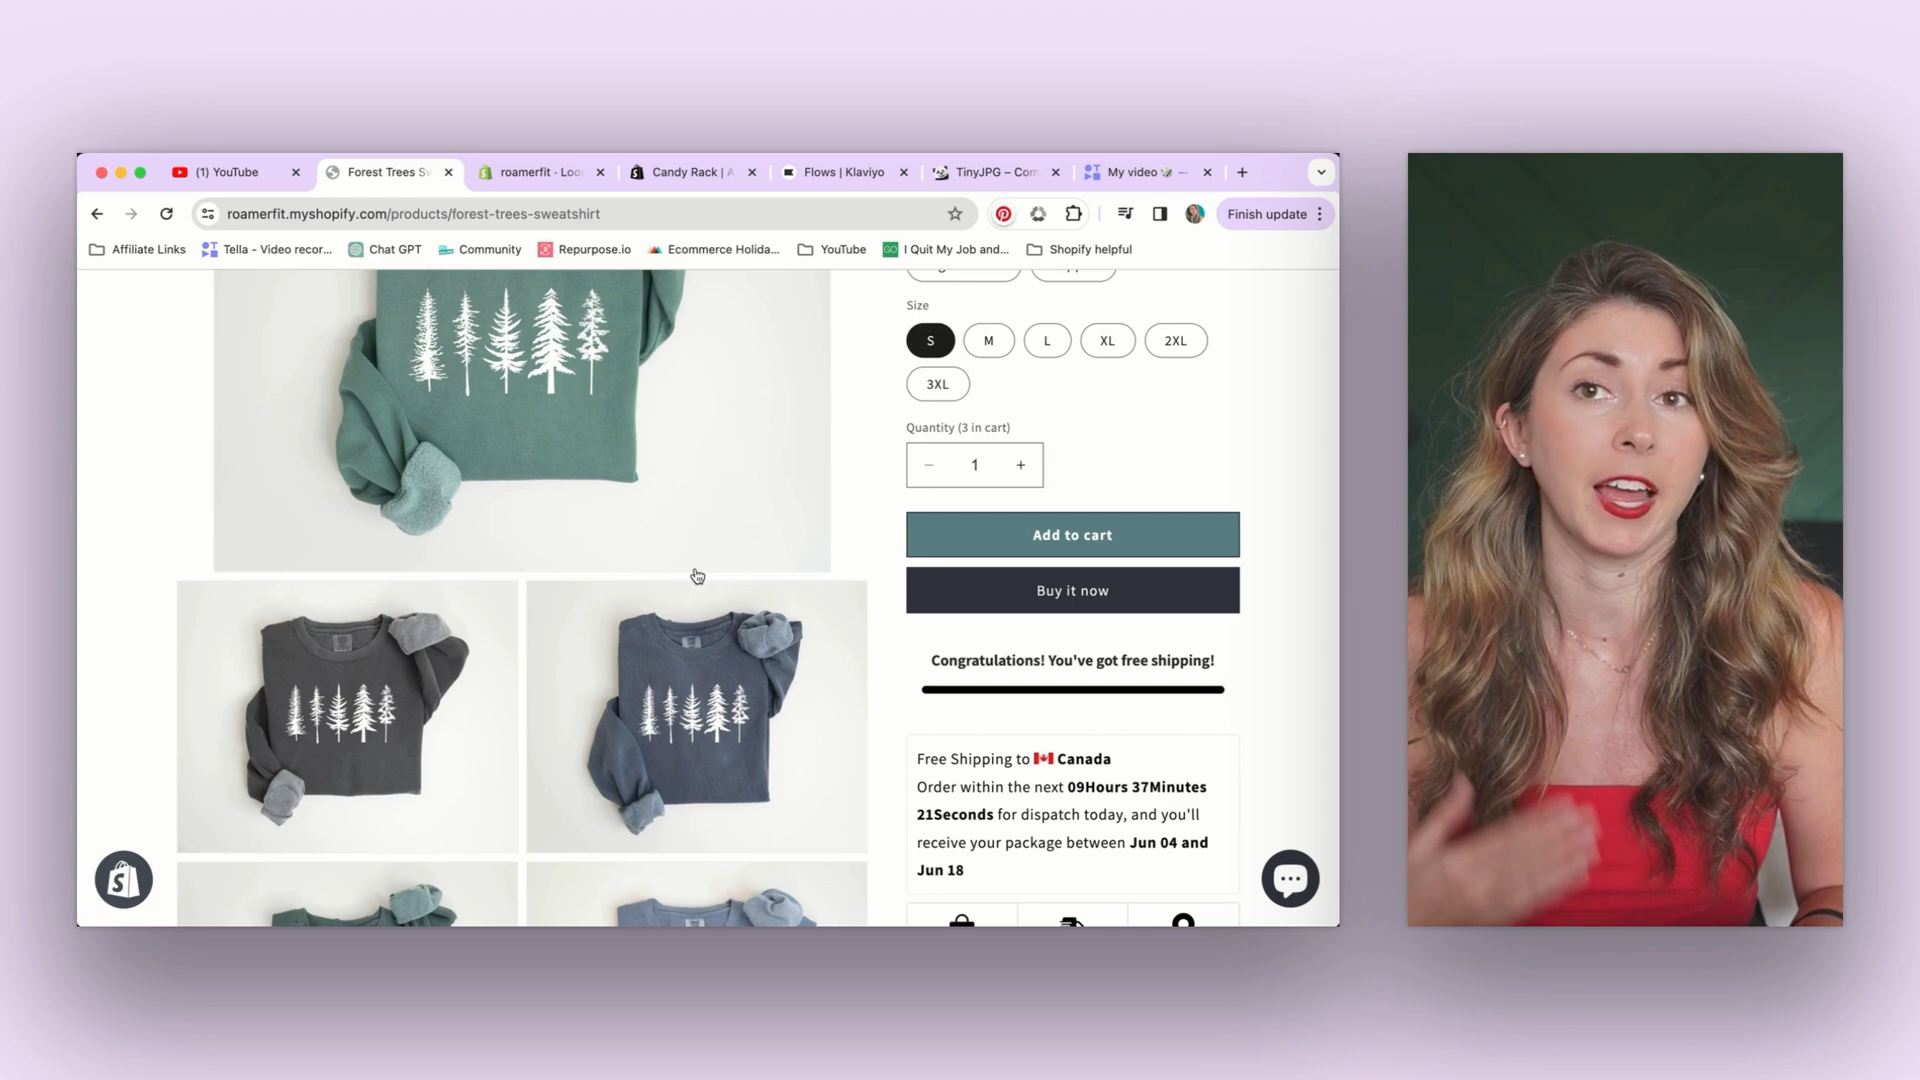 (1) YouTube
Forest Trees Sw
roamerfit · Loo
Candy Rack | A
Flows | Klaviyo
TinyJPG – Com
My video
roamerfit.myshopify.com/products/forest-trees-sweatshirt
Finish update
Affiliate Links
Tella - Video recor...
Chat GPT
Community
Repurpose.io
Ecommerce Holida...
YouTube
GO
I Quit My Job and...
Shopify helpful
Size
S
M
L
XL
2XL
3XL
Quantity (3 in cart)
− 1 +
Add to cart
Buy it now
Congratulations! You've got free shipping!
Free Shipping to Canada
Order within the next 09Hours 37Minutes
21Seconds for dispatch today, and you'll
receive your package between Jun 04 and
Jun 18